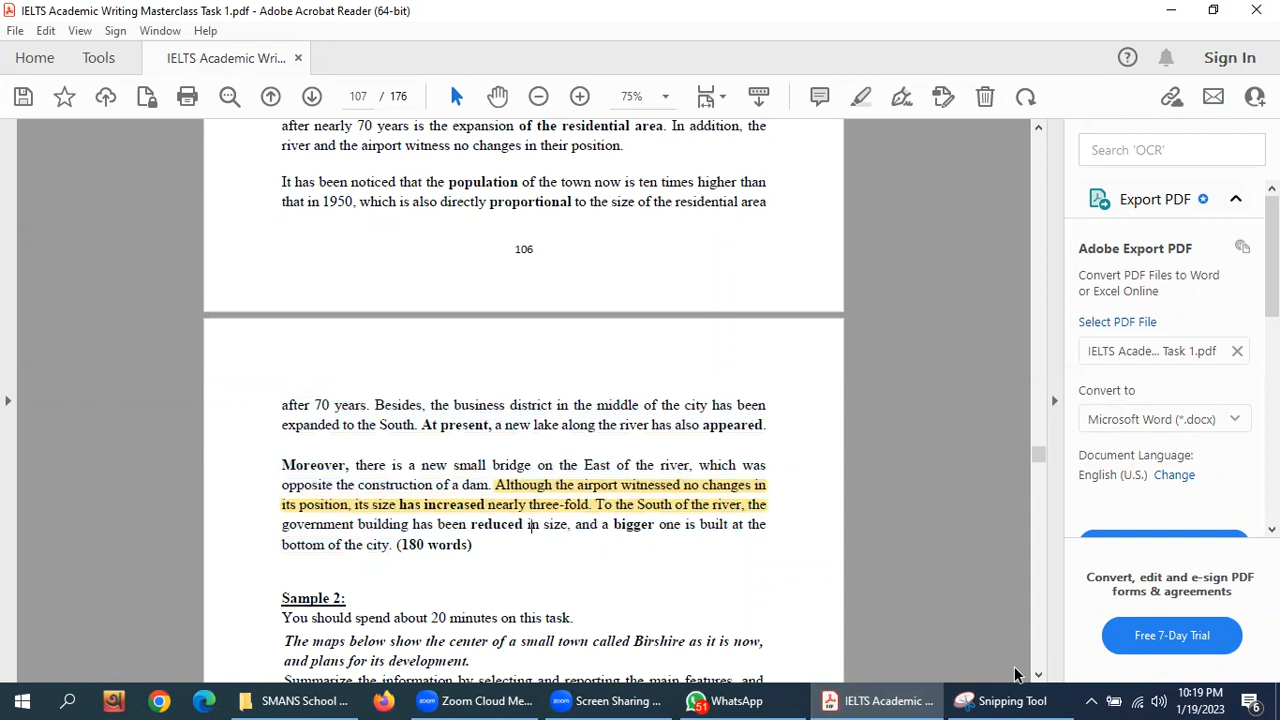 IELTS Academic Writing Masterclass Task 1.pdf - Adobe Acrobat Reader (64-bit)
File Edit View Sign Window Help
Home Tools IELTS Academic Wri... Sign In
107 / 176 75%
after nearly 70 years is the expansion of the residential area. In addition, the
river and the airport witness no changes in their position.
It has been noticed that the population of the town now is ten times higher than
that in 1950, which is also directly proportional to the size of the residential area
106
after 70 years. Besides, the business district in the middle of the city has been
expanded to the South. At present, a new lake along the river has also appeared.
Moreover, there is a new small bridge on the East of the river, which was
opposite the construction of a dam. Although the airport witnessed no changes in
its position, its size has increased nearly three-fold. To the South of the river, the
government building has been reduced in size, and a bigger one is built at the
bottom of the city. (180 words)
Sample 2:
You should spend about 20 minutes on this task.
The maps below show the center of a small town called Birshire as it is now,
and plans for its development.
Summarize the information by selecting and reporting the main features, and
Search 'OCR'
Export PDF
Adobe Export PDF
Convert PDF Files to Word
or Excel Online
Select PDF File
IELTS Acade... Task 1.pdf
Convert to
Microsoft Word (*.docx)
Document Language:
English (U.S.) Change
Convert, edit and e-sign PDF
forms & agreements
Free 7-Day Trial
SMANS School ... Zoom Cloud Me... Screen Sharing ... 51 WhatsApp IELTS Academic ... Snipping Tool
10:19 PM
1/19/2023
6